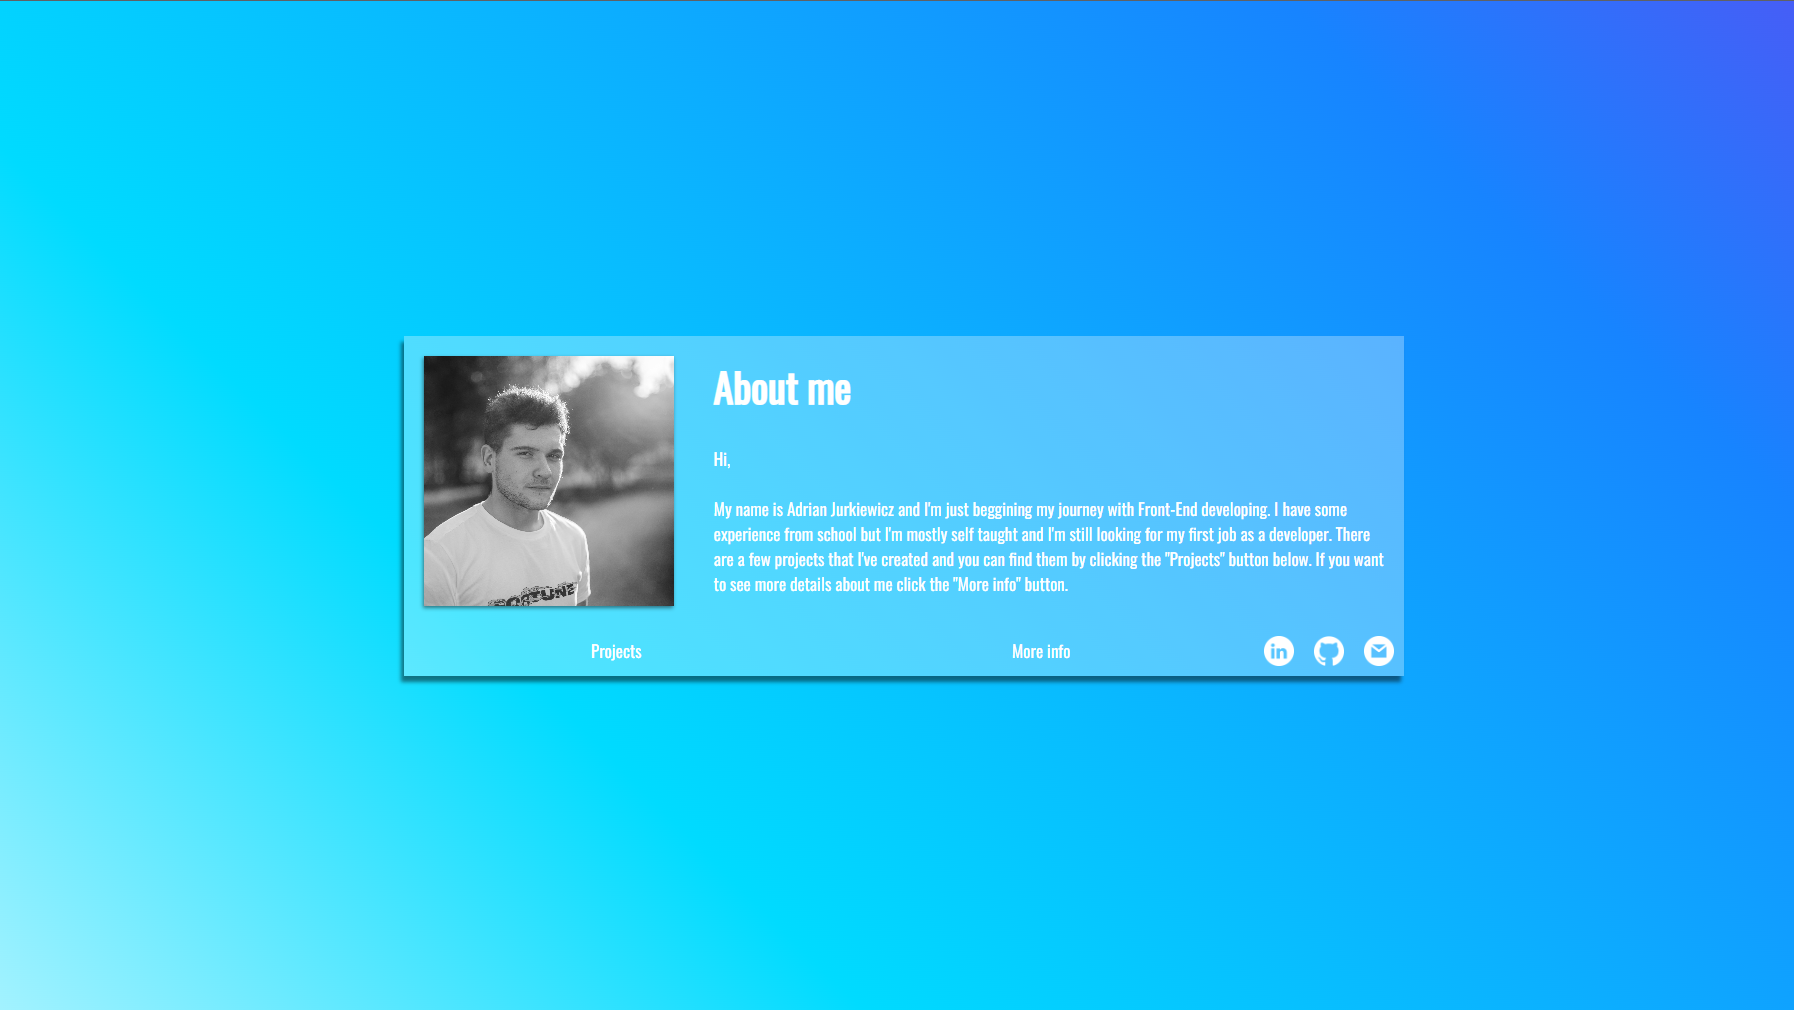 About me
Hi,
My name is Adrian Jurkiewicz and I'm just beggining my journey with Front-End developing. I have some
experience from school but I'm mostly self taught and I'm still looking for my first job as a developer. There
are a few projects that I've created and you can find them by clicking the "Projects" button below. If you want
to see more details about me click the "More info" button.
Projects
More info
in